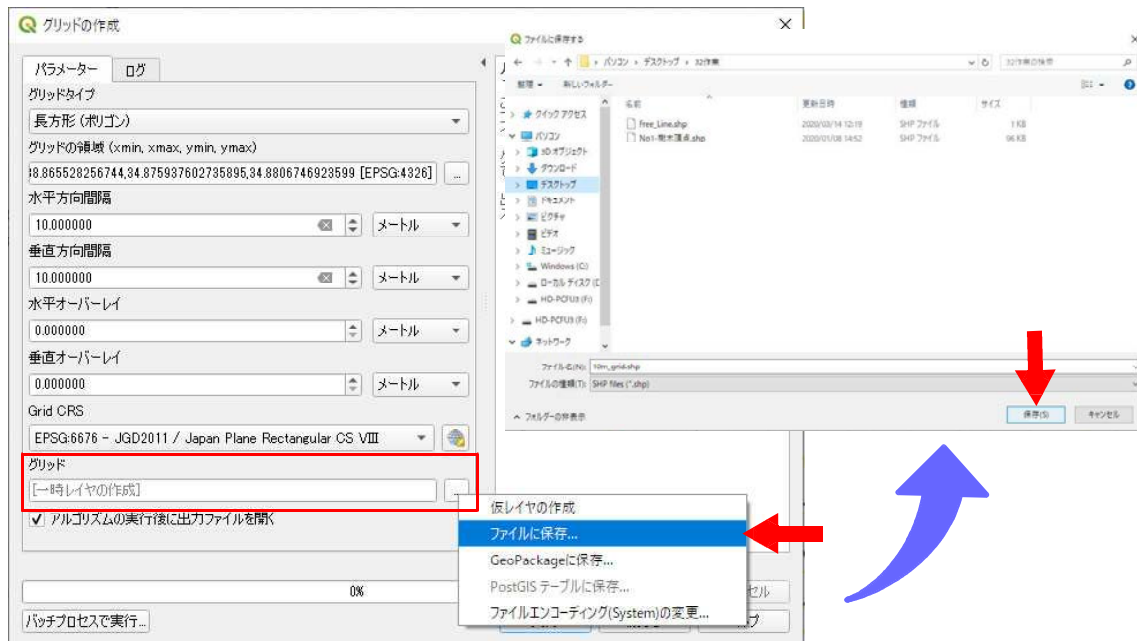 グリッドの作成
パラメーター
ログ
グリッドタイプ
長方形 (ポリゴン)
グリッドの領域 (xmin, xmax, ymin, ymax)
8.865528256744,34.875937602735895,34.8806746923599 [EPSG:4326]
...
水平方向間隔
10.000000
メートル
垂直方向間隔
10.000000
メートル
水平オーバーレイ
0.000000
メートル
垂直オーバーレイ
0.000000
メートル
Grid CRS
EPSG:6676 - JGD2011 / Japan Plane Rectangular CS VIII
グリッド
[一時レイヤの作成]
...
アルゴリズムの実行後に出力ファイルを開く
0%
セル
バッチプロセスで実行...
仮レイヤの作成
ファイルに保存...
GeoPackageに保存...
PostGIS テーブルに保存...
ファイルエンコーディング(System)の変更...
ファイルに保存する
パソコン › デスクトップ › 32作業
32作業の検索
整理
新しいフォルダー
名前
更新日時
種類
サイズ
free_Line.shp
2020/03/14 12:19
SHP ファイル
1 KB
No1-樹木頂点.shp
2020/01/08 14:52
SHP ファイル
96 KB
クイック アクセス
パソコン
3D オブジェクト
ダウンロード
デスクトップ
ドキュメント
ピクチャ
ビデオ
ミュージック
Windows (C:)
ローカル ディスク (E
HD-PCFU3 (F:)
HD-PCFU3 (F:)
ネットワーク
ファイル名(N):
10m_grid.shp
ファイルの種類(T):
SHP files (*.shp)
フォルダーの非表示
保存(S)
キャンセル